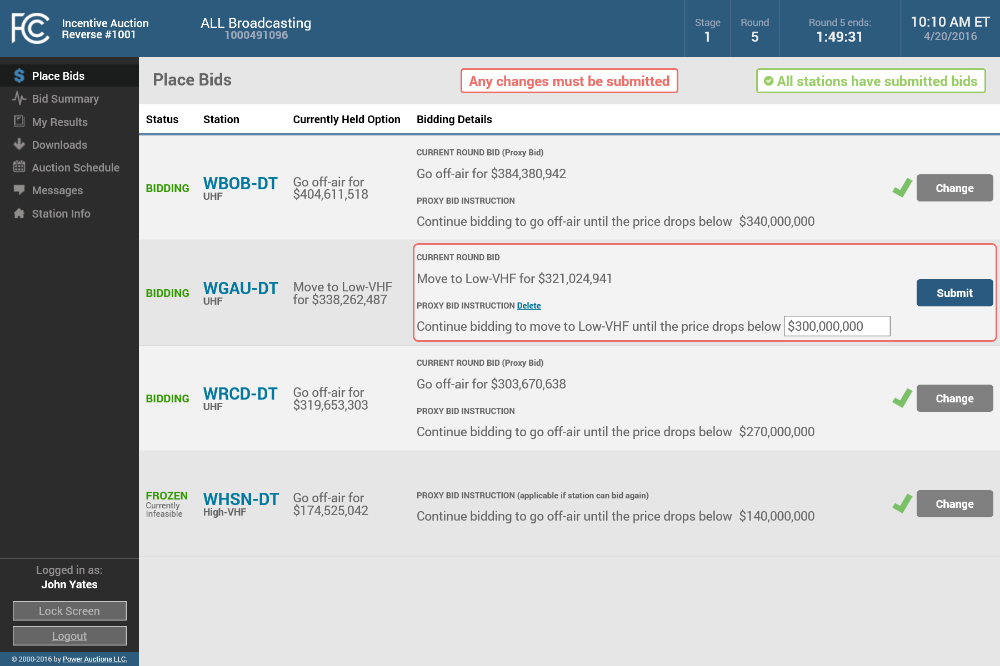 FCC
Incentive Auction
Reverse #1001
ALL Broadcasting
1000491096
Stage
1
Round
5
Round 5 ends:
1:49:31
10:10 AM ET
4/20/2016
Place Bids
Bid Summary
My Results
Downloads
Auction Schedule
Messages
Station Info
Logged in as:
John Yates
Lock Screen
Logout
© 2000-2016 by Power Auctions LLC.
Place Bids
Any changes must be submitted
All stations have submitted bids
Status Station Currently Held Option Bidding Details
BIDDING
WBOB-DT
UHF
Go off-air for
$404,611,518
CURRENT ROUND BID (Proxy Bid)
Go off-air for $384,380,942
PROXY BID INSTRUCTION
Continue bidding to go off-air until the price drops below $340,000,000
Change
BIDDING
WGAU-DT
UHF
Move to Low-VHF
for $338,262,487
CURRENT ROUND BID
Move to Low-VHF for $321,024,941
PROXY BID INSTRUCTION Delete
Continue bidding to move to Low-VHF until the price drops below $300,000,000
Submit
BIDDING
WRCD-DT
UHF
Go off-air for
$319,653,303
CURRENT ROUND BID (Proxy Bid)
Go off-air for $303,670,638
PROXY BID INSTRUCTION
Continue bidding to go off-air until the price drops below $270,000,000
Change
FROZEN
Currently
Infeasible
WHSN-DT
High-VHF
Go off-air for
$174,525,042
PROXY BID INSTRUCTION (applicable if station can bid again)
Continue bidding to go off-air until the price drops below $140,000,000
Change